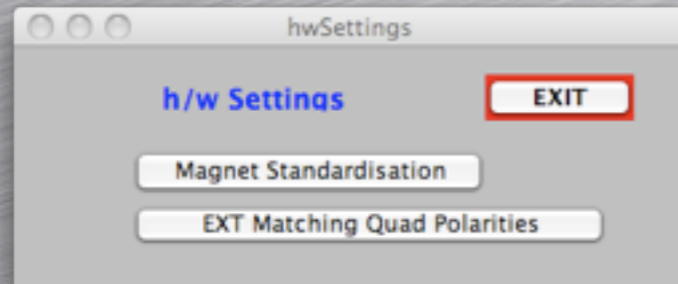 hwSettings
h/w Settings
EXIT
Magnet Standardisation
EXT Matching Quad Polarities